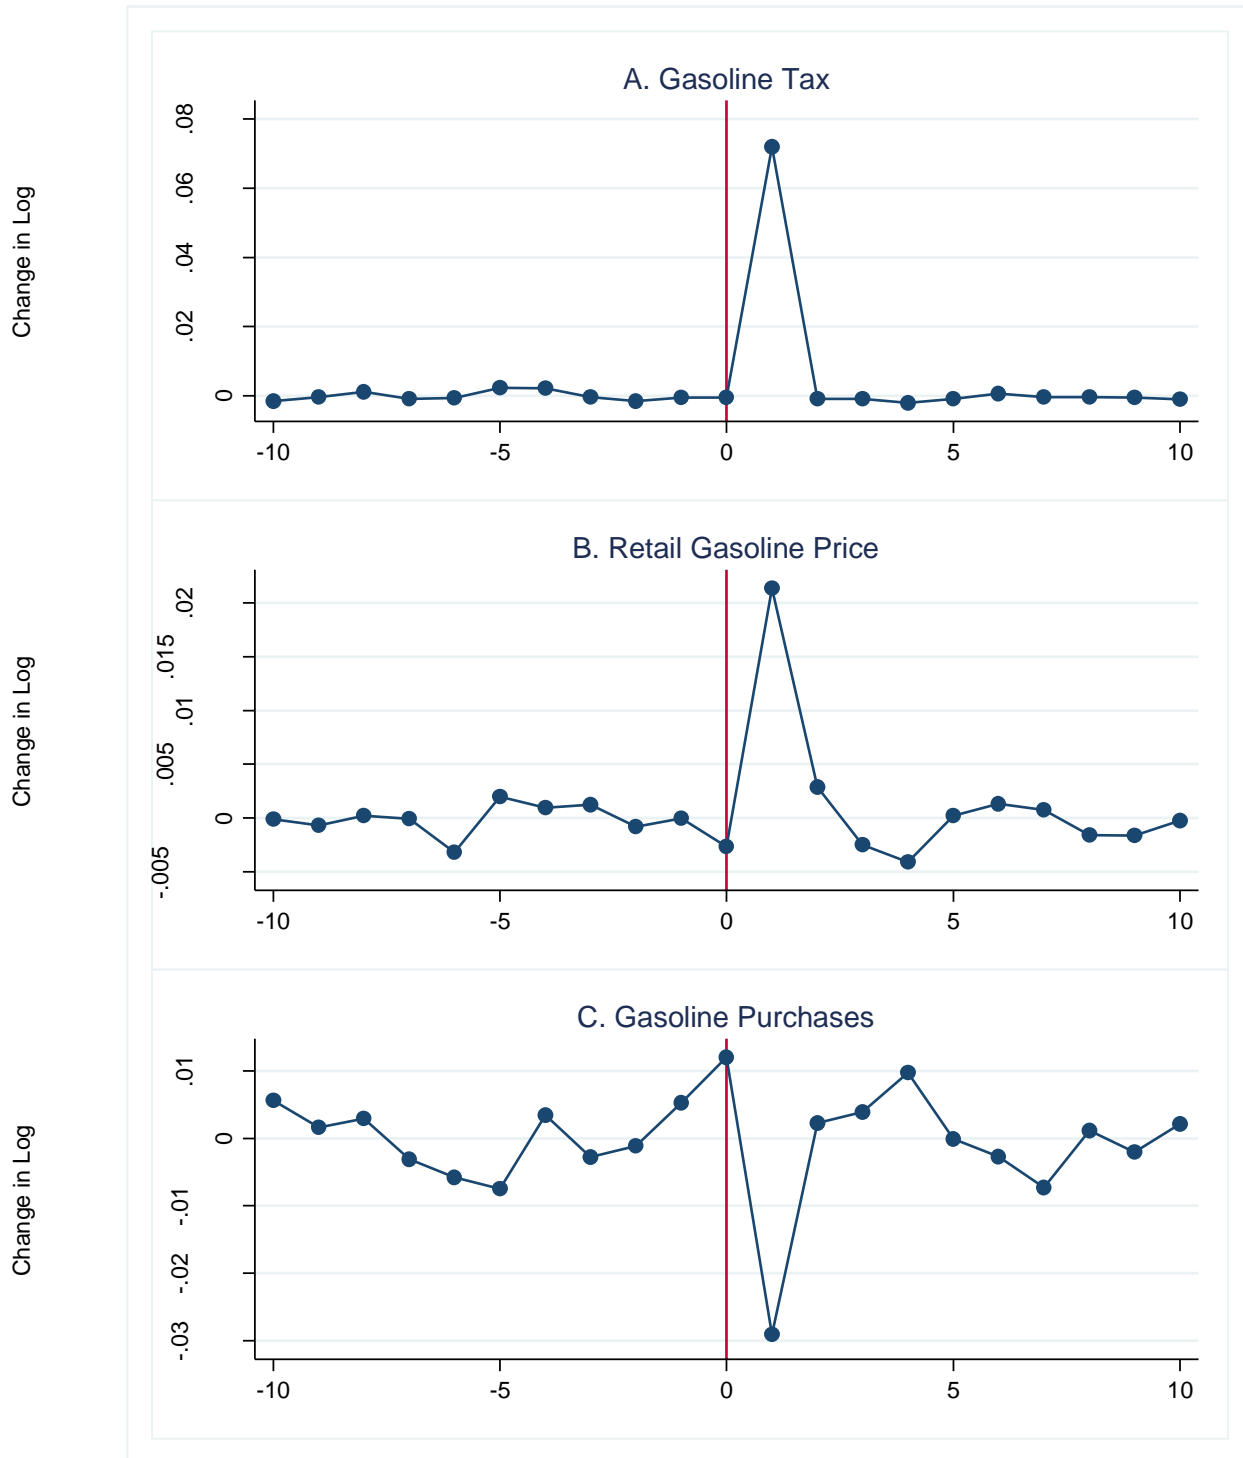 A. Gasoline Tax
Change in Log
.08
.06
.04
.02
0
-10 -5 0 5 10
B. Retail Gasoline Price
Change in Log
.02
.015
.01
.005
0
-.005
-10 -5 0 5 10
C. Gasoline Purchases
Change in Log
.01
0
-.01
-.02
-.03
-10 -5 0 5 10